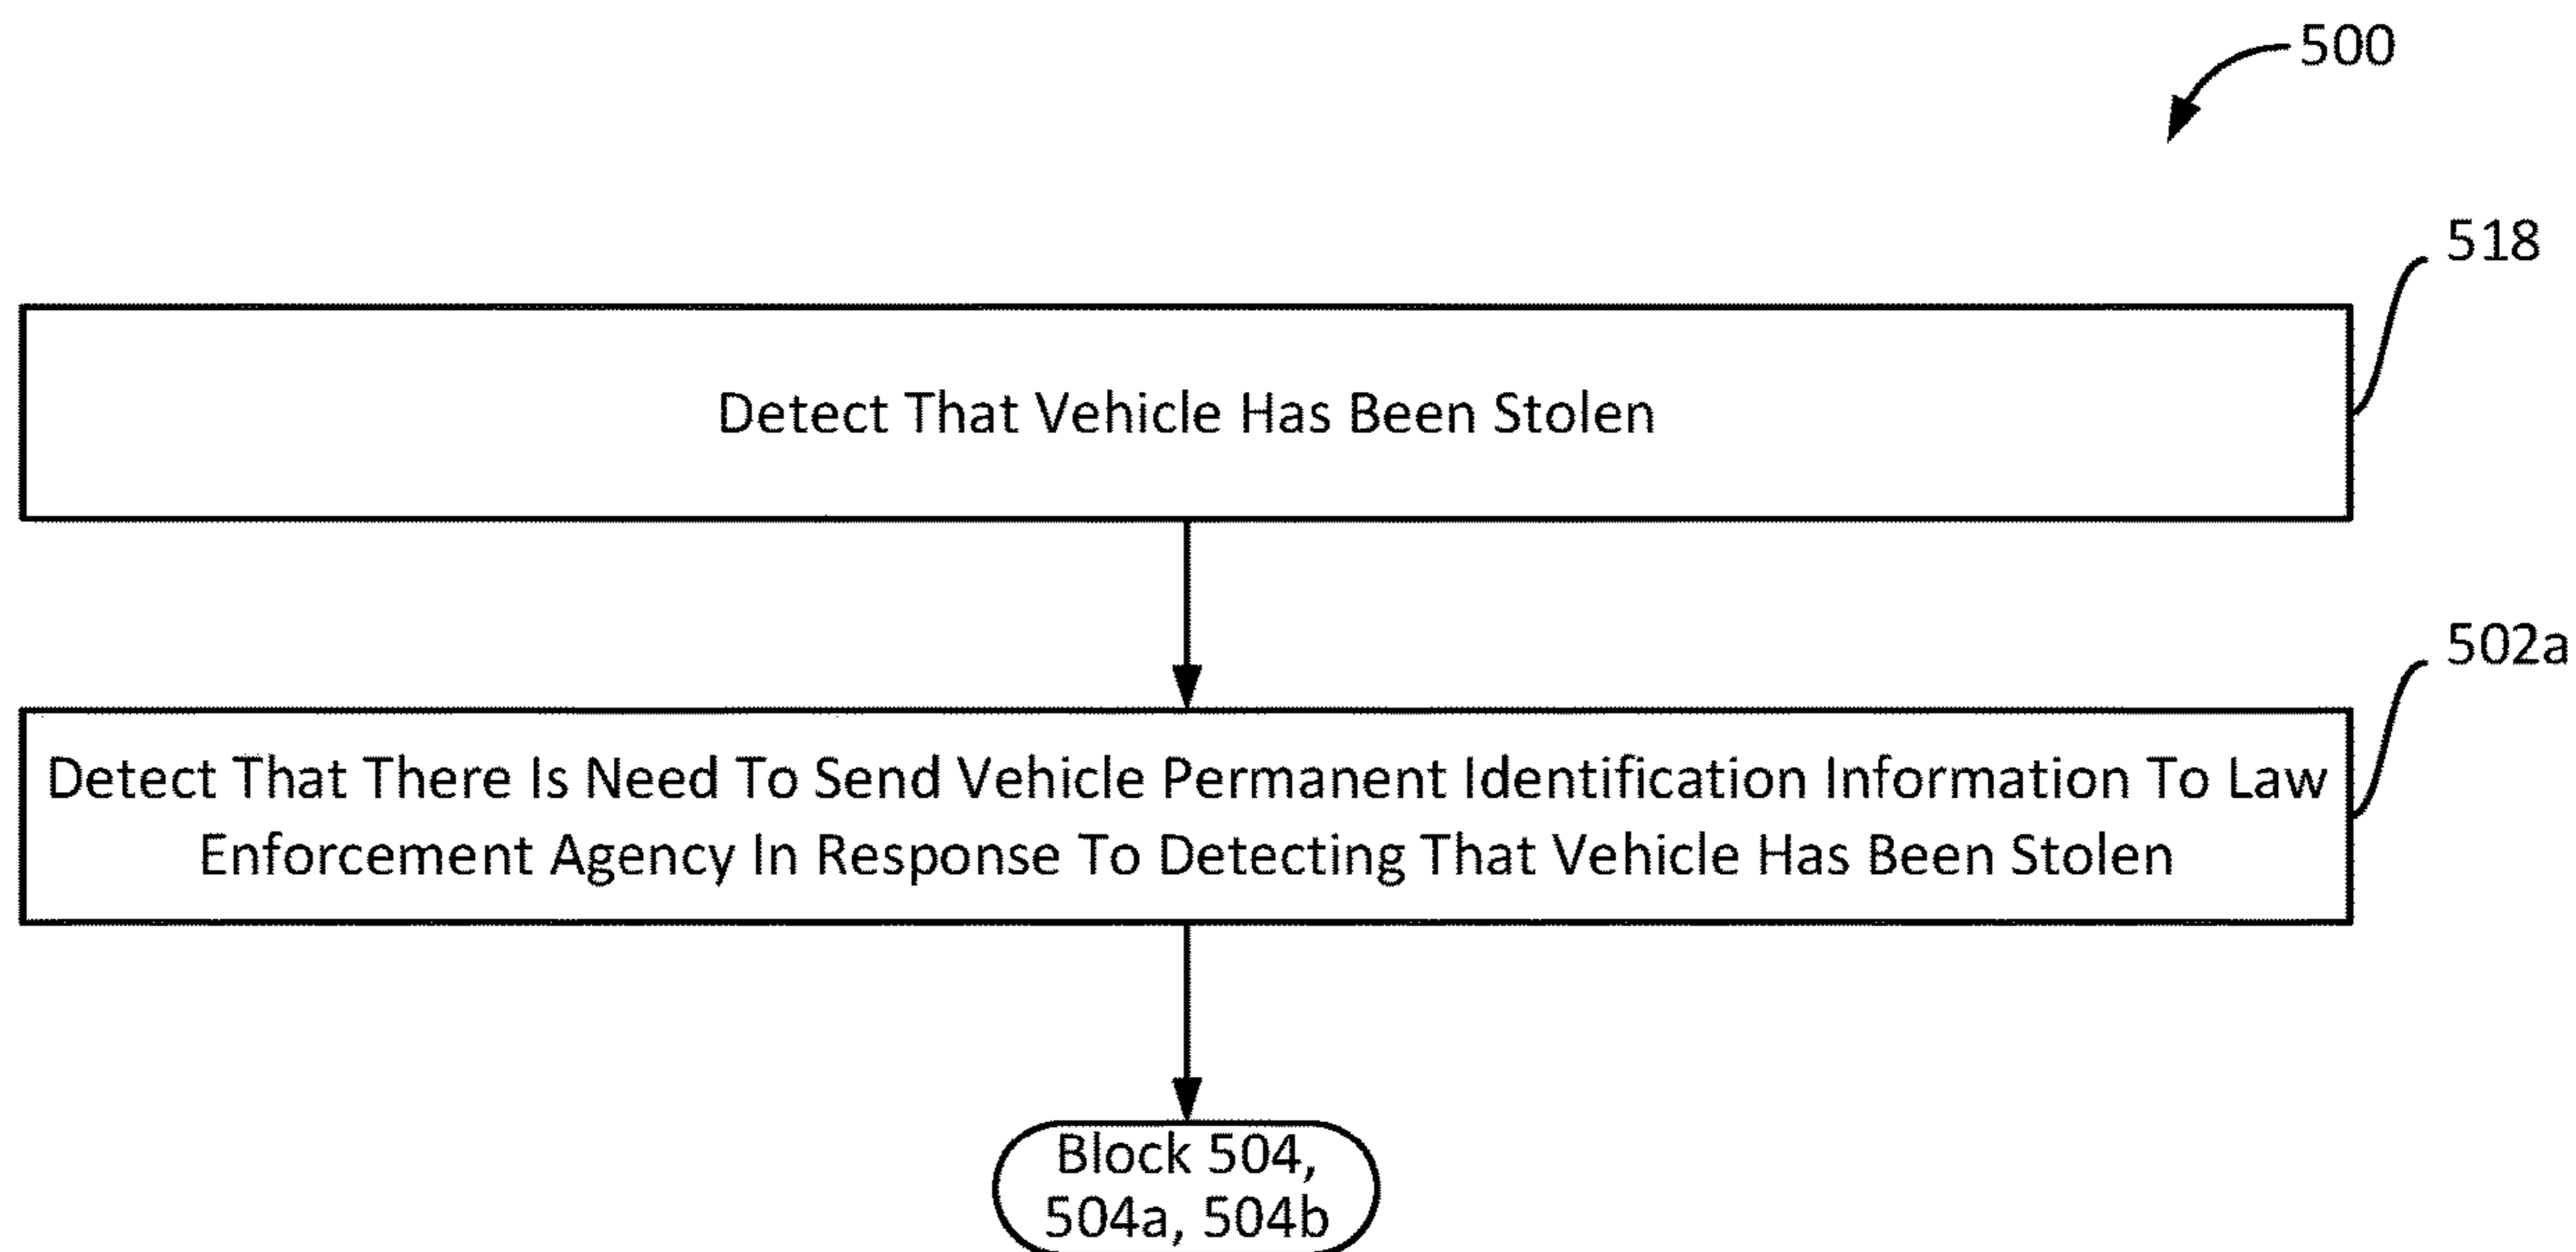 500
518
Detect That Vehicle Has Been Stolen
502a
Detect That There Is Need To Send Vehicle Permanent Identification Information To Law
Enforcement Agency In Response To Detecting That Vehicle Has Been Stolen
Block 504,
504a, 504b